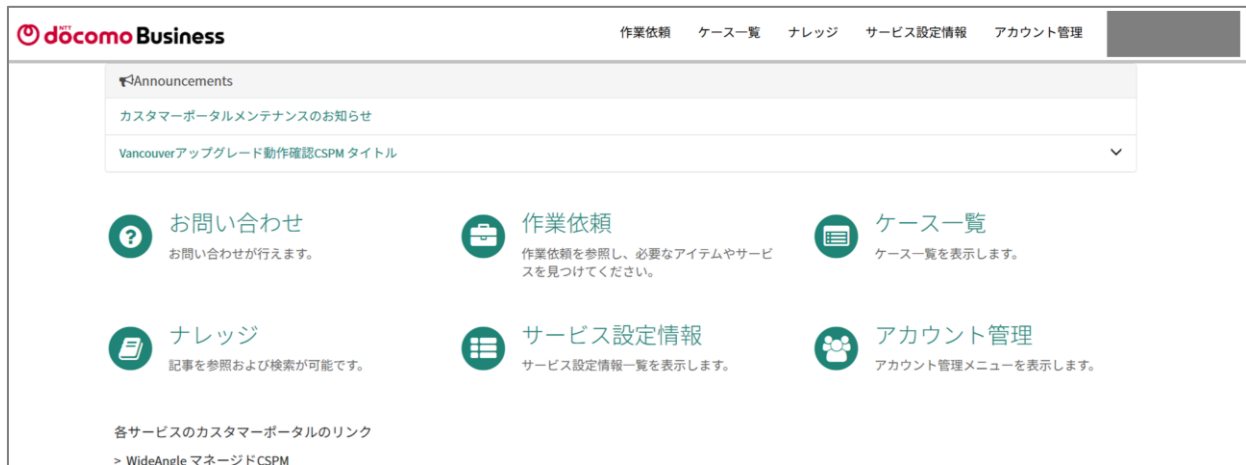 NTT
döcomo Business
作業依頼 ケース一覧 ナレッジ サービス設定情報 アカウント管理
Announcements
カスタマーポータルメンテナンスのお知らせ
Vancouverアップグレード動作確認CSPM タイトル
お問い合わせ
お問い合わせが行えます。
作業依頼
作業依頼を参照し、必要なアイテムやサービ
スを見つけてください。
ケース一覧
ケース一覧を表示します。
ナレッジ
記事を参照および検索が可能です。
サービス設定情報
サービス設定情報一覧を表示します。
アカウント管理
アカウント管理メニューを表示します。
各サービスのカスタマーポータルのリンク
> WideAngle マネージドCSPM